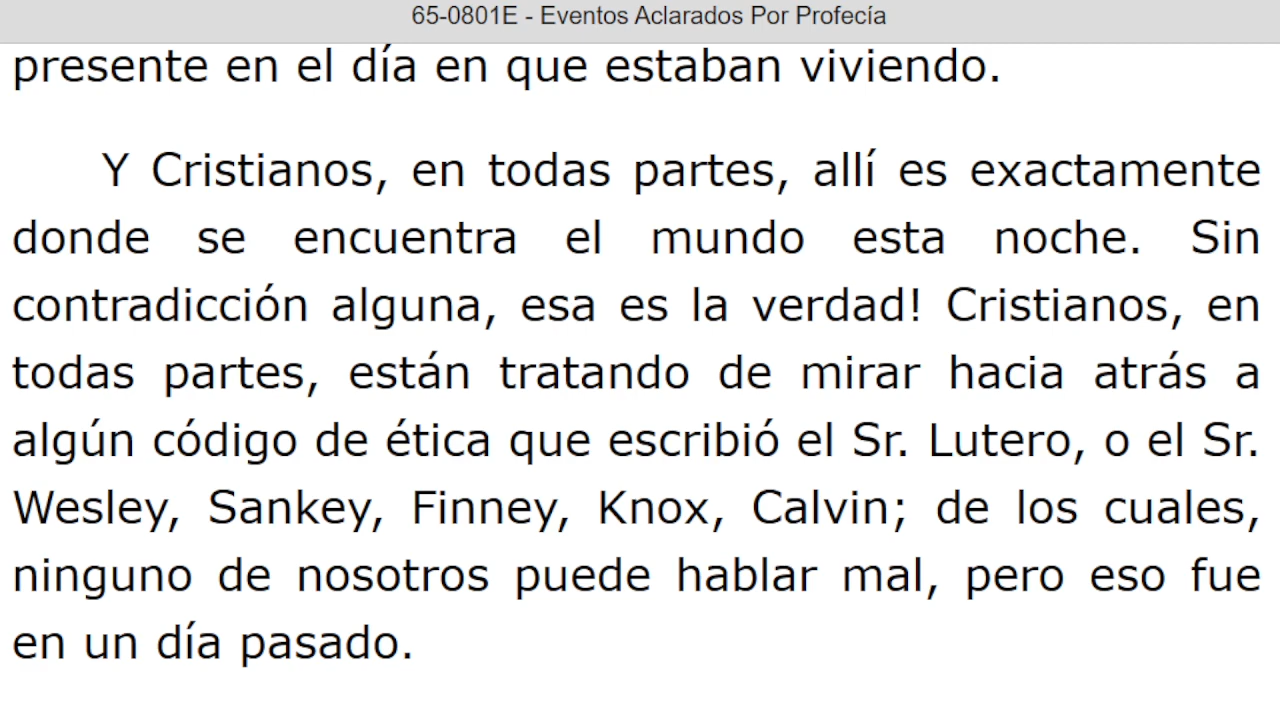 65-0801E - Eventos Aclarados Por Profecía
presente en el día en que estaban viviendo.
Y Cristianos, en todas partes, allí es exactamente
donde se encuentra el mundo esta noche. Sin
contradicción alguna, esa es la verdad! Cristianos, en
todas partes, están tratando de mirar hacia atrás a
algún código de ética que escribió el Sr. Lutero, o el Sr.
Wesley, Sankey, Finney, Knox, Calvin; de los cuales,
ninguno de nosotros puede hablar mal, pero eso fue
en un día pasado.